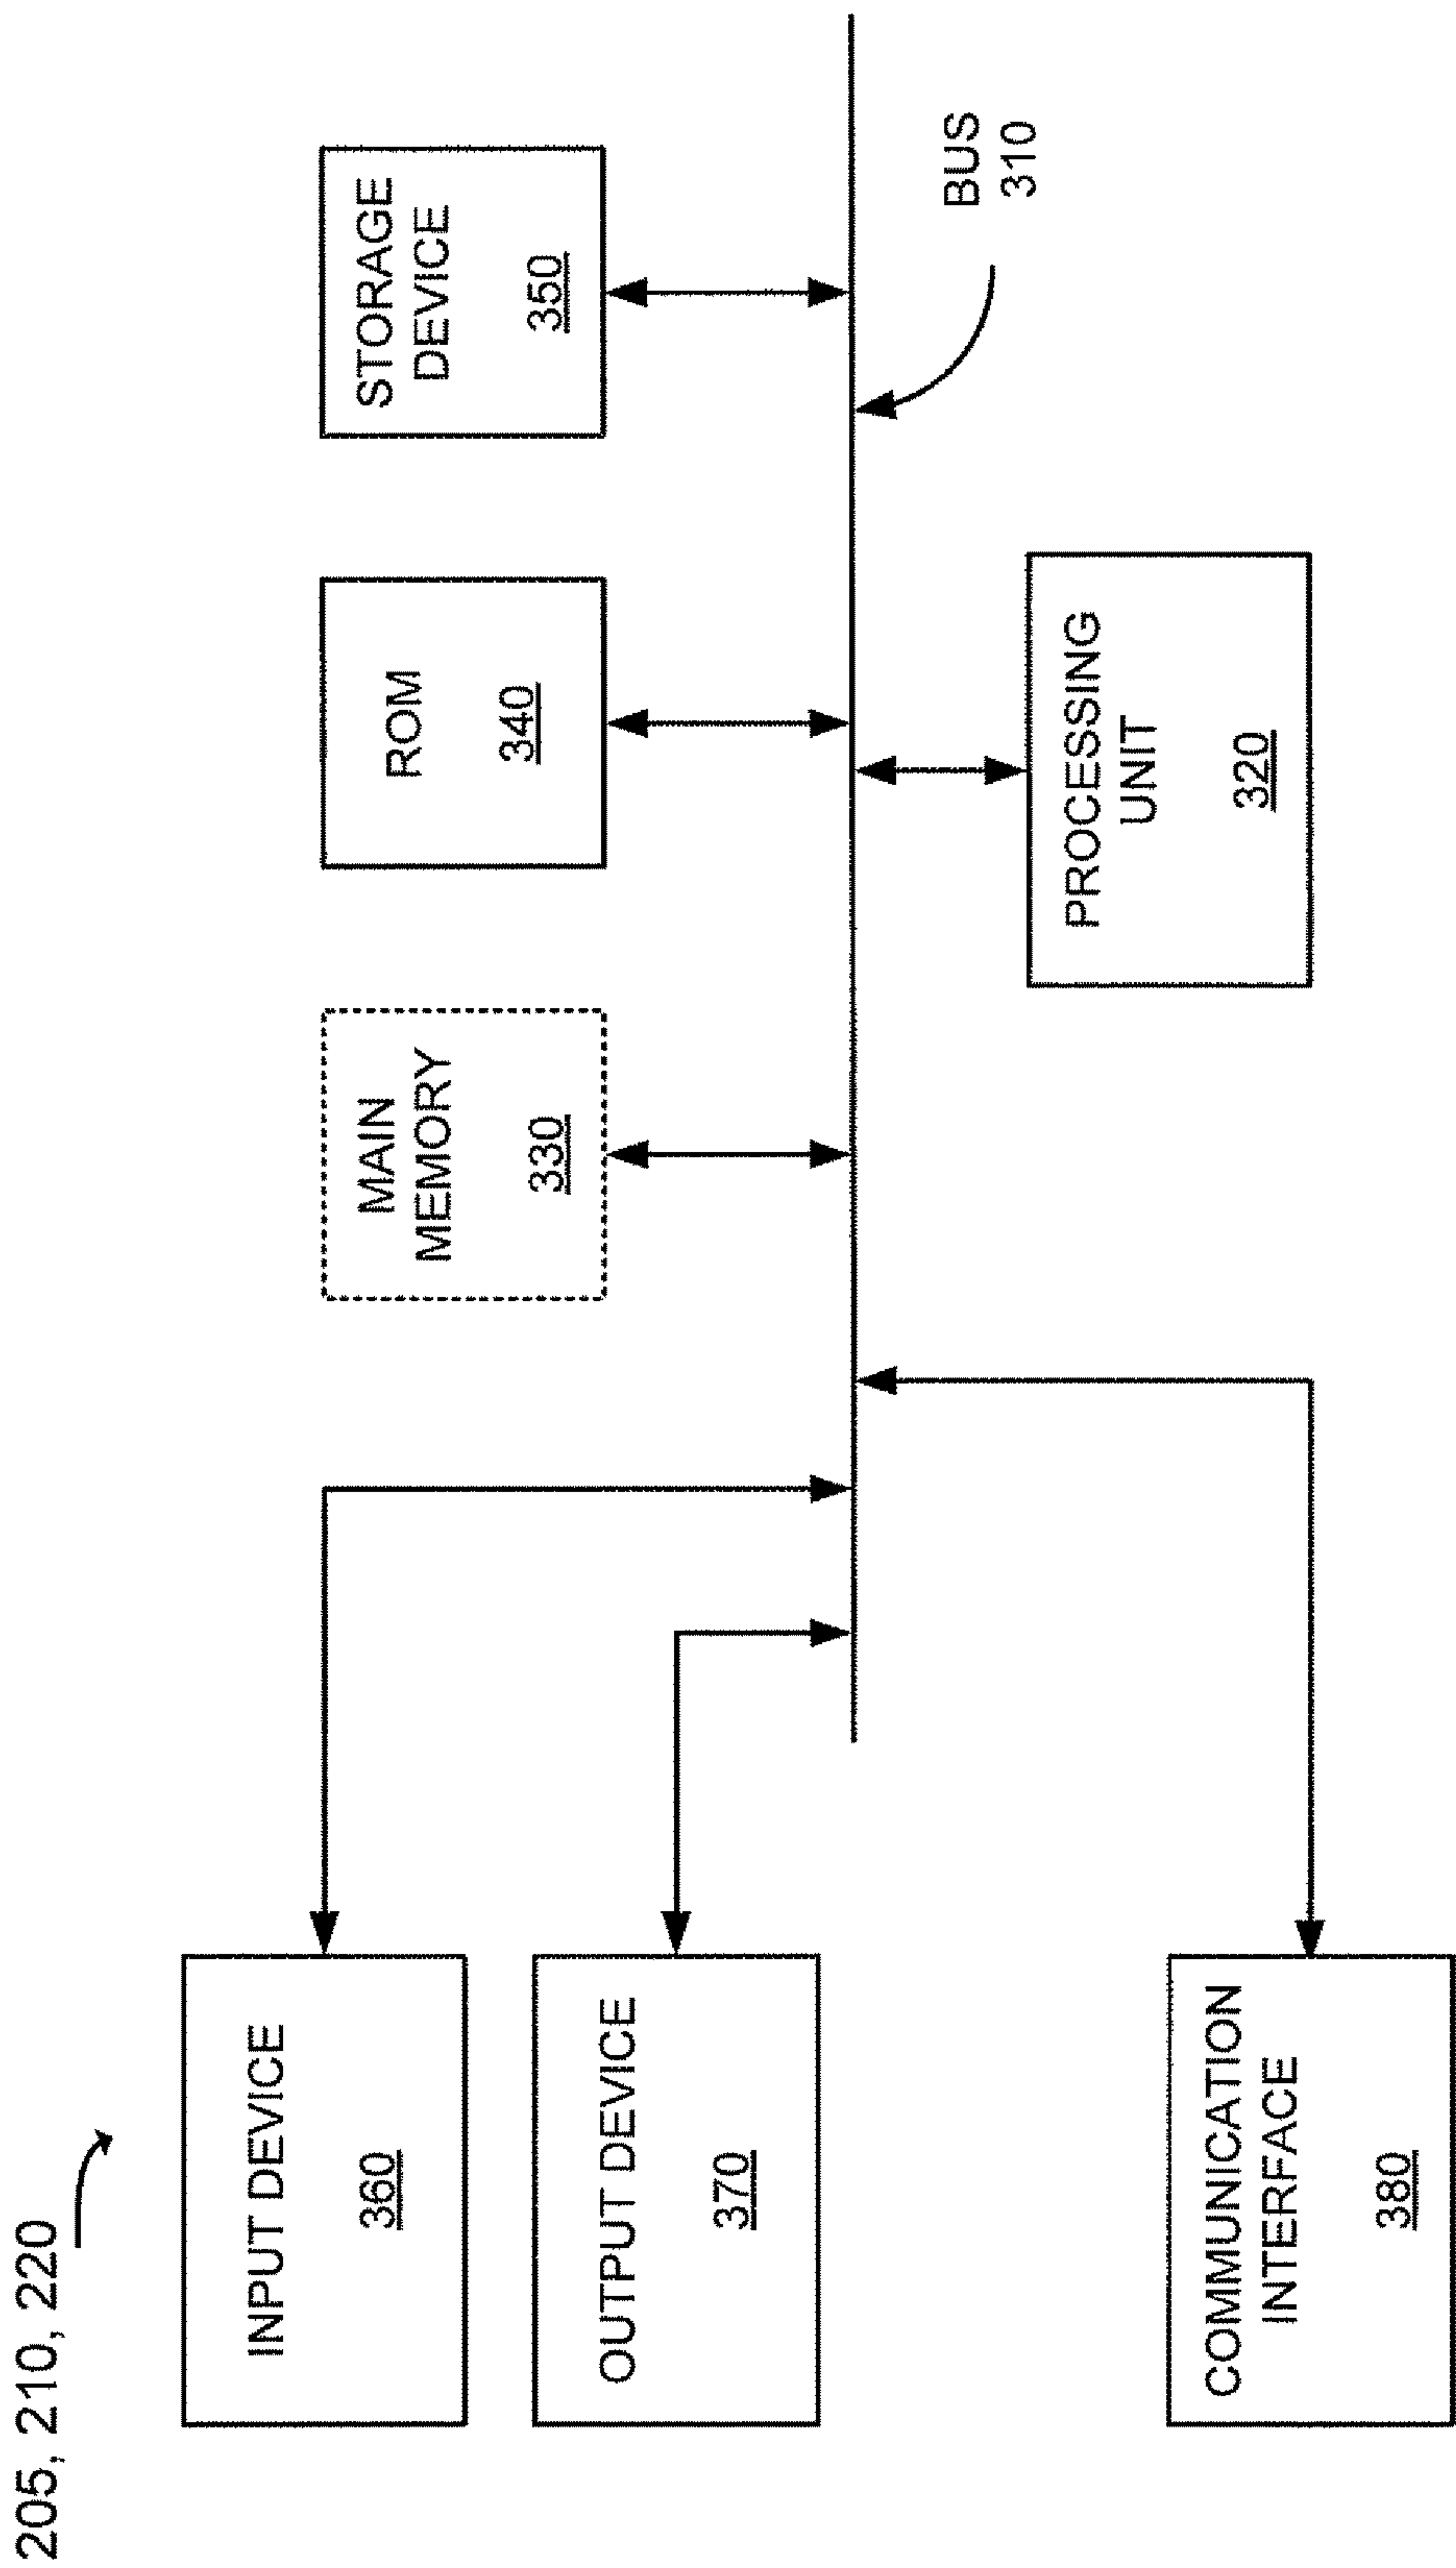 205, 210, 220
INPUT DEVICE
360
OUTPUT DEVICE
370
COMMUNICATION
INTERFACE
380
MAIN
MEMORY
330
ROM
340
STORAGE
DEVICE
350
PROCESSING
UNIT
320
BUS
310